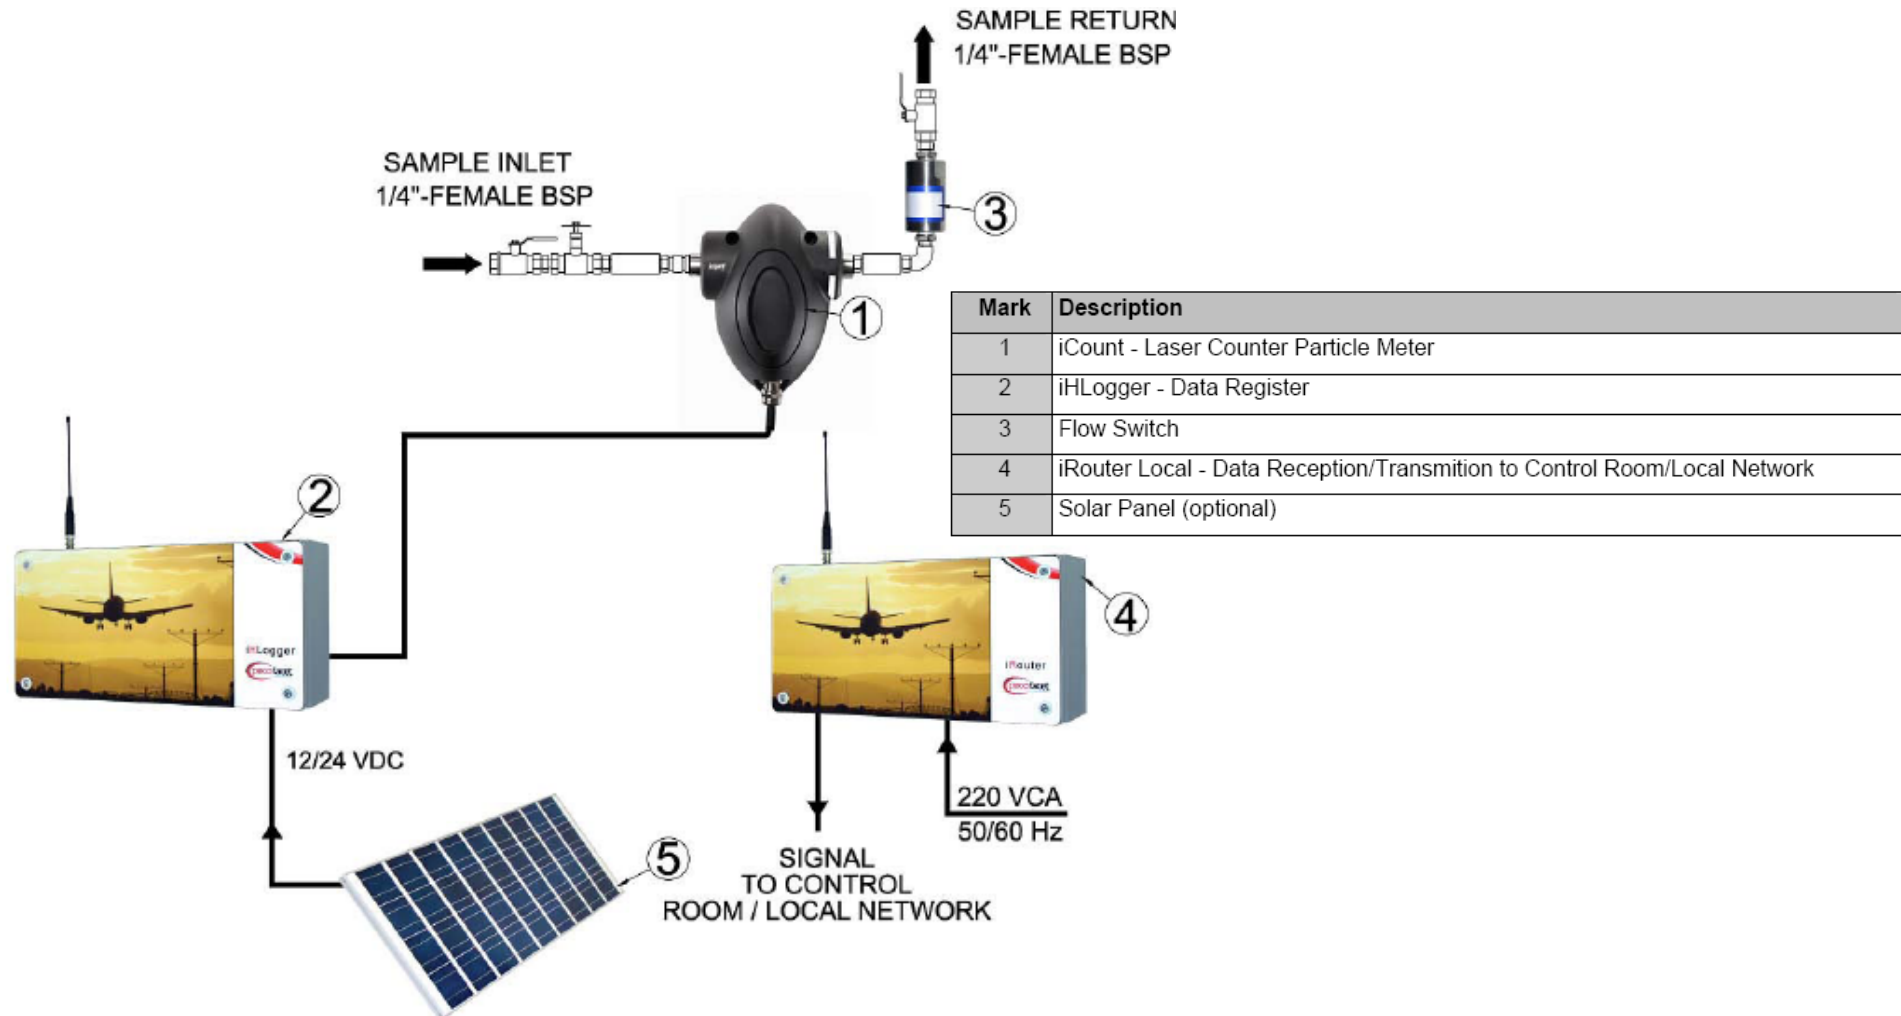 SAMPLE RETURN
1/4"-FEMALE BSP
SAMPLE INLET
1/4"-FEMALE BSP
3
1
Mark Description
1 iCount - Laser Counter Particle Meter
2 iHLogger - Data Register
3 Flow Switch
4 iRouter Local - Data Reception/Transmition to Control Room/Local Network
5 Solar Panel (optional)
2
4
iHLogger
pecofacet
iRouter
pecofacet
12/24 VDC
220 VCA
50/60 Hz
5
SIGNAL
TO CONTROL
ROOM / LOCAL NETWORK